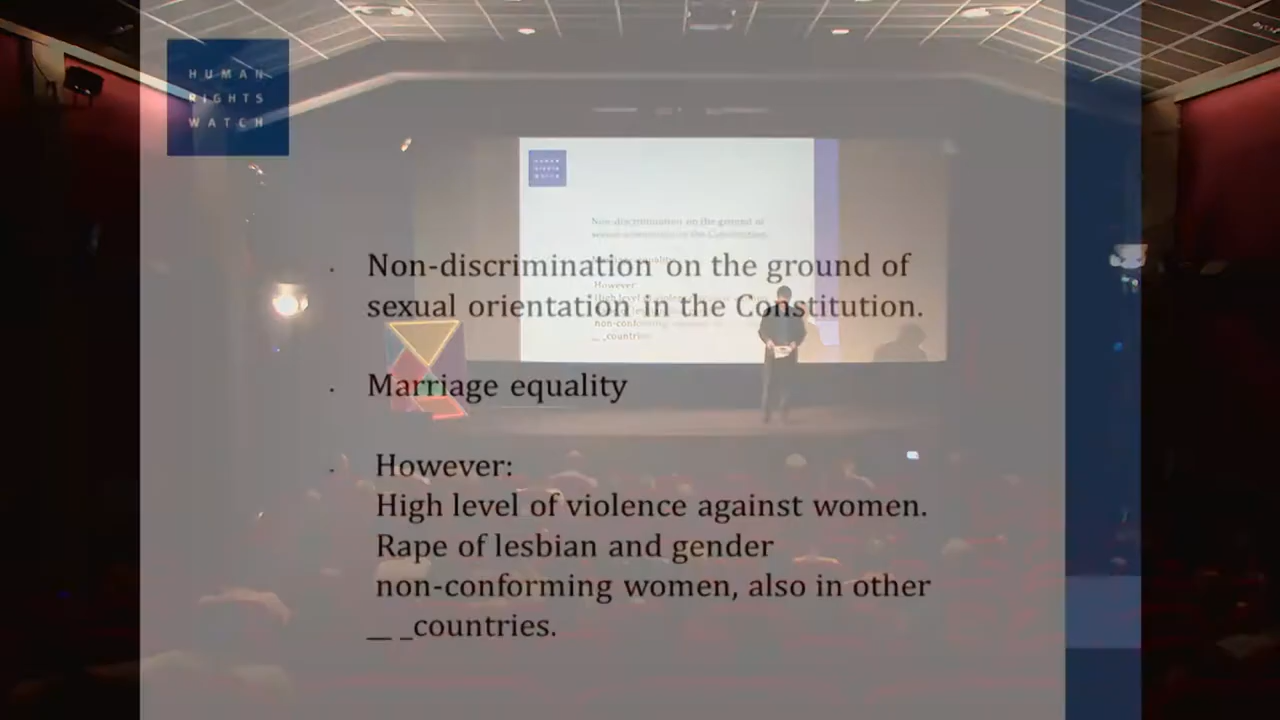 HUMAN
RIGHTS
WATCH
Non-discrimination on the ground of
sexual orientation in the Constitution.
Marriage equality
However:
High level of violence against women.
Rape of lesbian and gender
non-conforming women, also in other
__ _countries.